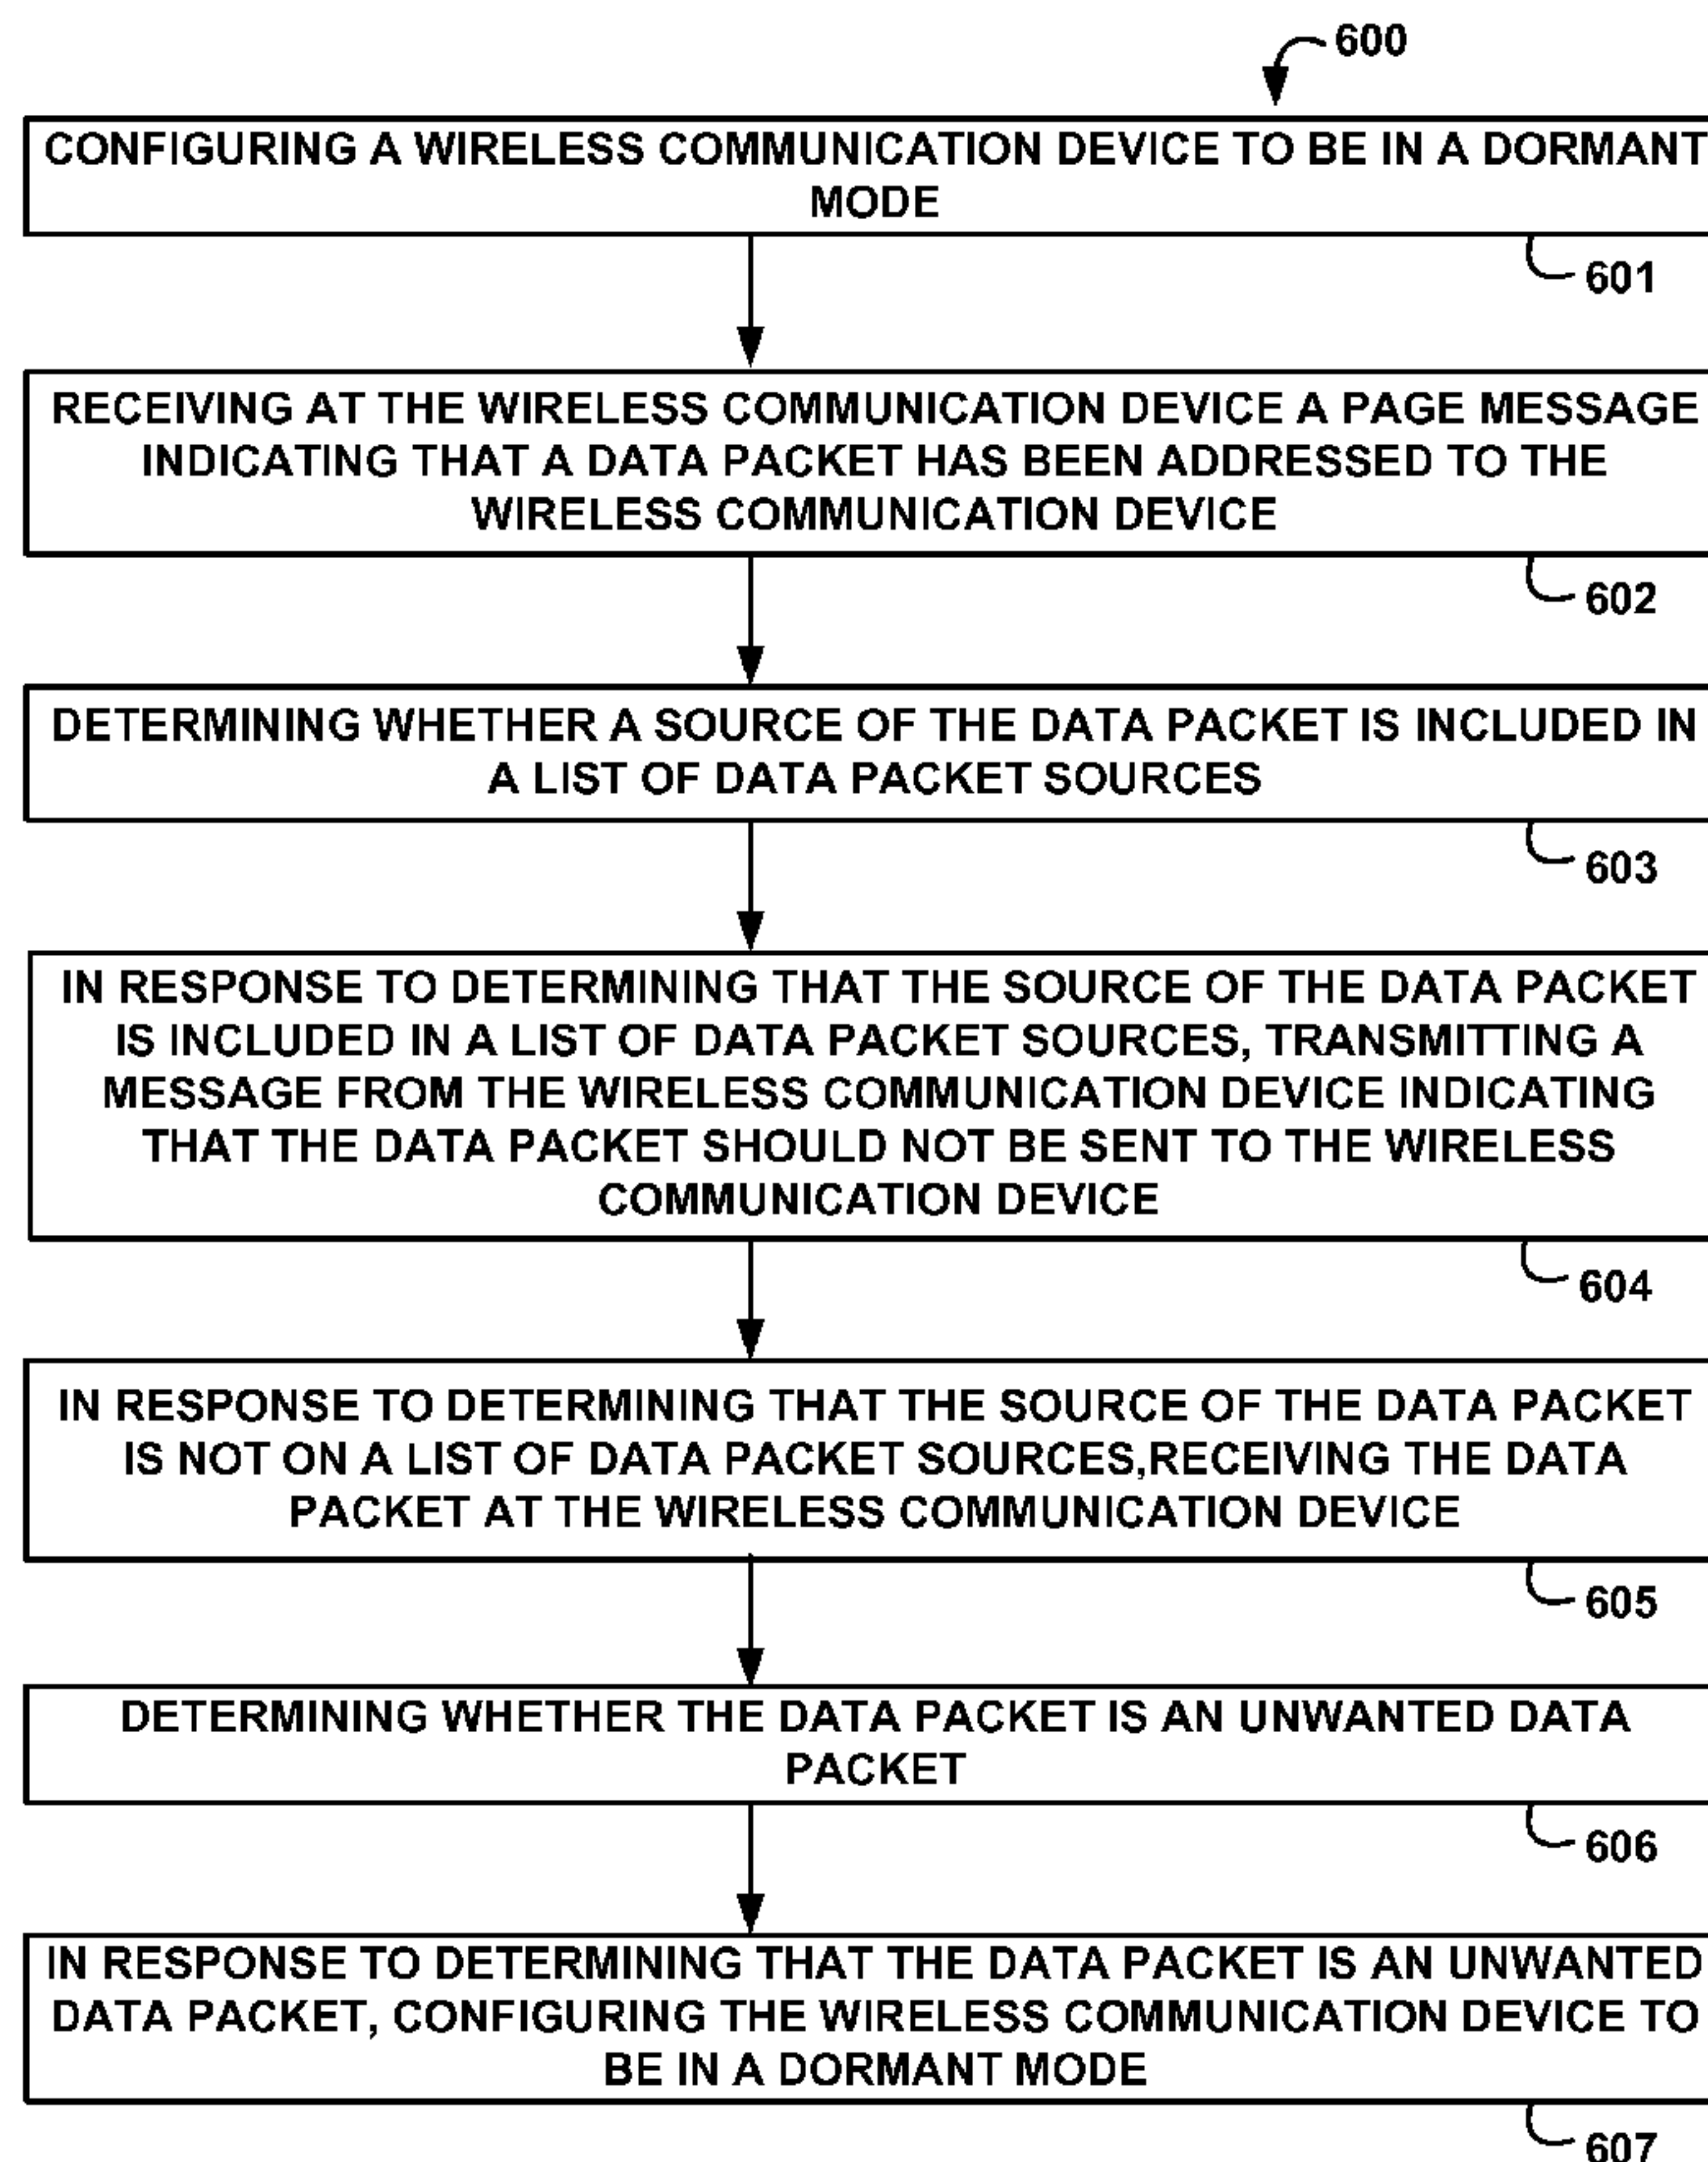 600
CONFIGURING A WIRELESS COMMUNICATION DEVICE TO BE IN A DORMANT
MODE
601
RECEIVING AT THE WIRELESS COMMUNICATION DEVICE A PAGE MESSAGE
INDICATING THAT A DATA PACKET HAS BEEN ADDRESSED TO THE
WIRELESS COMMUNICATION DEVICE
602
DETERMINING WHETHER A SOURCE OF THE DATA PACKET IS INCLUDED IN
A LIST OF DATA PACKET SOURCES
603
IN RESPONSE TO DETERMINING THAT THE SOURCE OF THE DATA PACKET
IS INCLUDED IN A LIST OF DATA PACKET SOURCES, TRANSMITTING A
MESSAGE FROM THE WIRELESS COMMUNICATION DEVICE INDICATING
THAT THE DATA PACKET SHOULD NOT BE SENT TO THE WIRELESS
COMMUNICATION DEVICE
604
IN RESPONSE TO DETERMINING THAT THE SOURCE OF THE DATA PACKET
IS NOT ON A LIST OF DATA PACKET SOURCES,RECEIVING THE DATA
PACKET AT THE WIRELESS COMMUNICATION DEVICE
605
DETERMINING WHETHER THE DATA PACKET IS AN UNWANTED DATA
PACKET
606
IN RESPONSE TO DETERMINING THAT THE DATA PACKET IS AN UNWANTED
DATA PACKET, CONFIGURING THE WIRELESS COMMUNICATION DEVICE TO
BE IN A DORMANT MODE
607